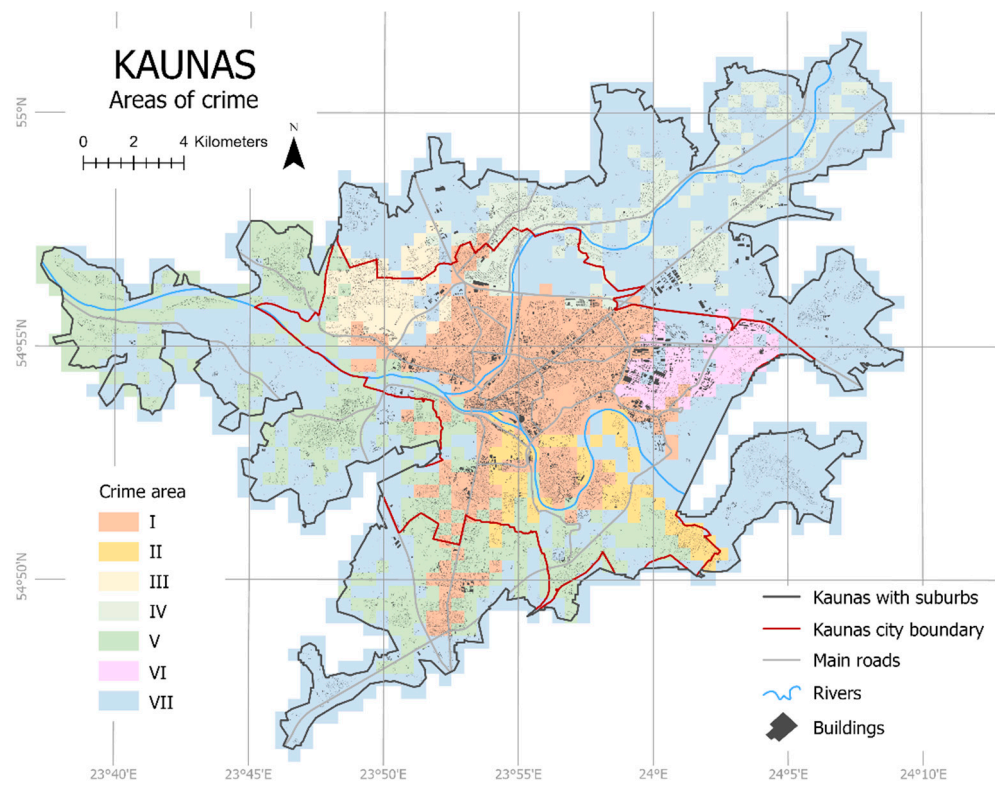 KAUNAS
Areas of crime
0 2 4 Kilometers
N
55°N
54°55'N
54°50'N
Crime area
I
II
III
IV
V
VI
VII
Kaunas with suburbs
Kaunas city boundary
Main roads
Rivers
Buildings
23°40'E 23°45'E 23°50'E 23°55'E 24°E 24°5'E 24°10'E